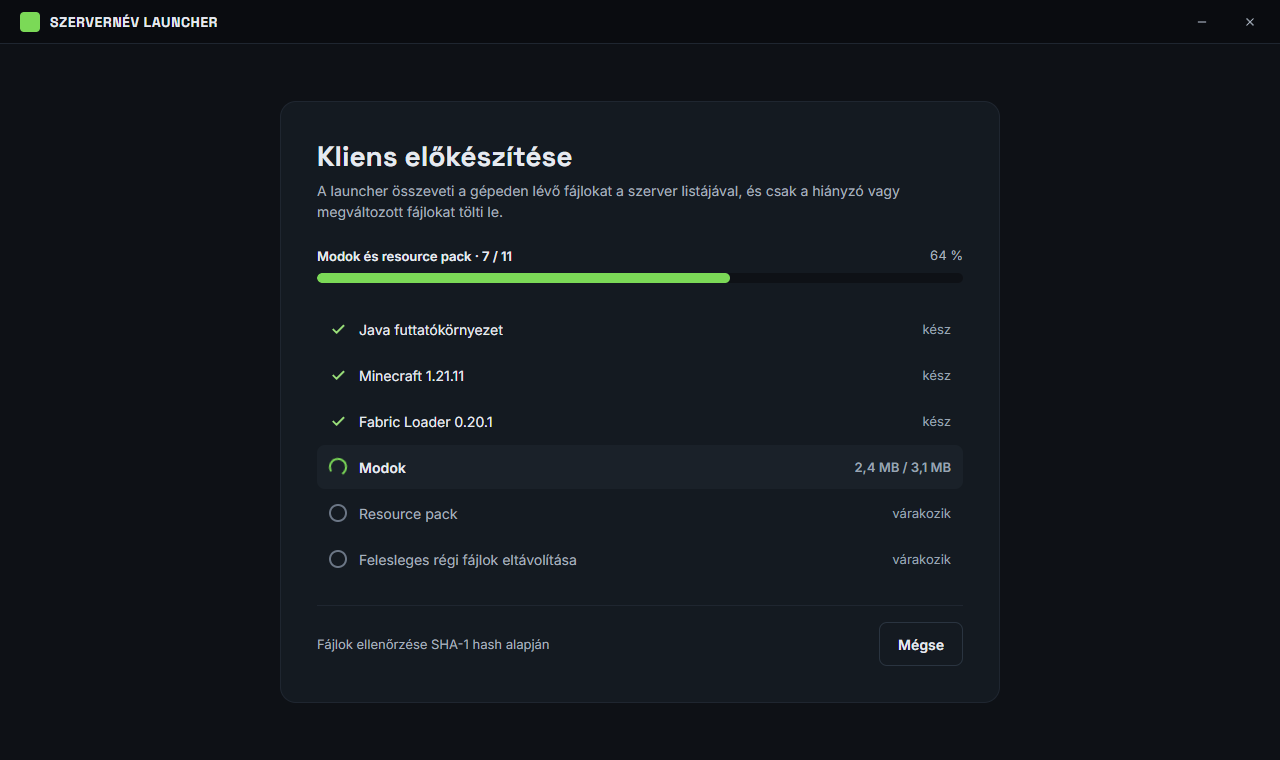 SZERVERNÉV LAUNCHER
Kliens előkészítése
A launcher összeveti a gépeden lévő fájlokat a szerver listájával, és csak a hiányzó vagy
megváltozott fájlokat tölti le.
Modok és resource pack · 7 / 11
64 %
Java futtatókörnyezet
kész
Minecraft 1.21.11
kész
Fabric Loader 0.20.1
kész
Modok
2,4 MB / 3,1 MB
Resource pack
várakozik
Felesleges régi fájlok eltávolítása
várakozik
Fájlok ellenőrzése SHA-1 hash alapján
Mégse